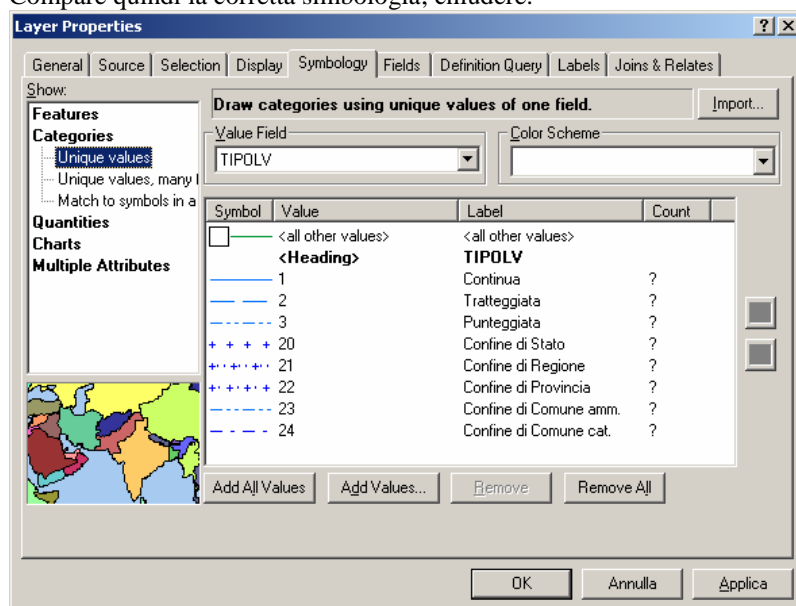 Compare quindi la corretta simbologia, chiudere.
Layer Properties
General Source Selection Display Symbology Fields Definition Query Labels Joins & Relates
Show:
Features
Categories
Unique values
Unique values, many
Match to symbols in a
Quantities
Charts
Multiple Attributes
Draw categories using unique values of one field.
Import...
Value Field
TIPOLV
Color Scheme
Symbol Value Label Count
<all other values> <all other values>
<Heading> TIPOLV
1 Continua ?
2 Tratteggiata ?
3 Punteggiata ?
20 Confine di Stato ?
21 Confine di Regione ?
22 Confine di Provincia ?
23 Confine di Comune amm. ?
24 Confine di Comune cat. ?
Add All Values Add Values... Remove Remove All
OK Annulla Applica